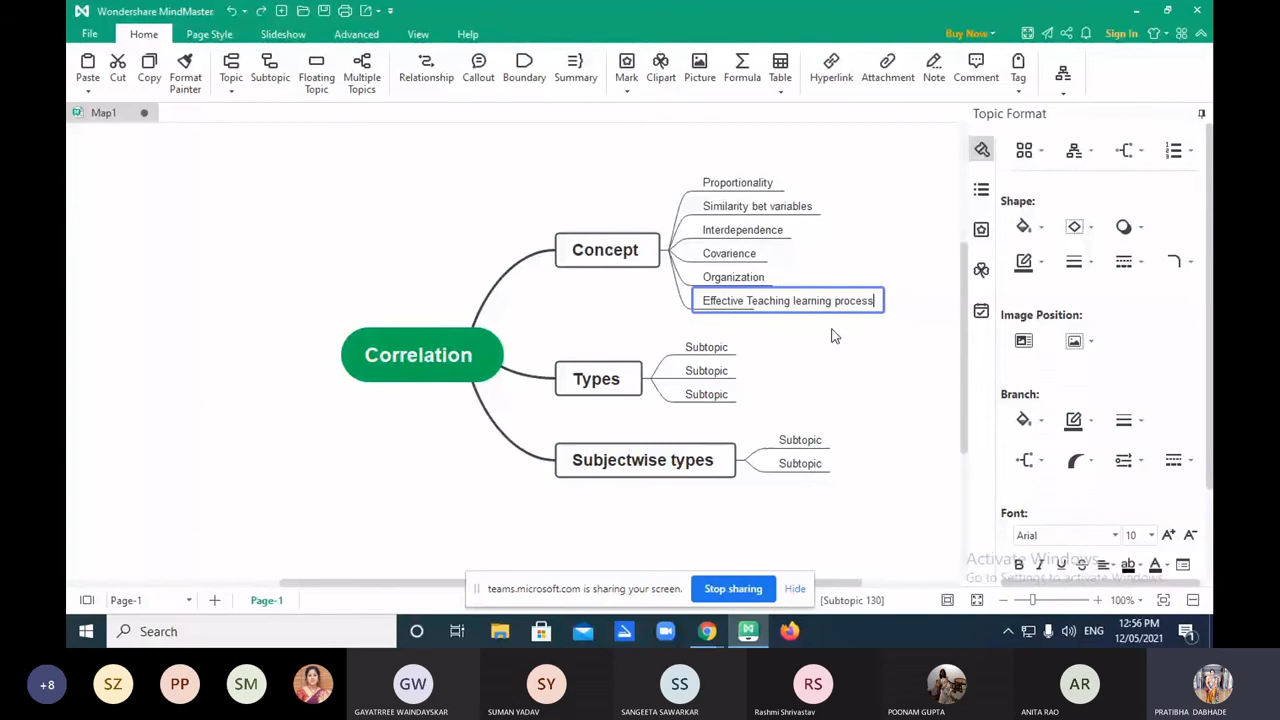 Wondershare MindMaster
File Home Page Style Slideshow Advanced View Help Buy Now Sign In
Paste Cut Copy Format Painter Topic Subtopic Floating Topic Multiple Topics Relationship Callout Boundary Summary Mark Clipart Picture Formula Table Hyperlink Attachment Note Comment Tag
Map1
Topic Format
Proportionality
Similarity bet variables
Interdependence
Concept
Covarience
Organization
Effective Teaching learning process
Correlation
Types
Subtopic
Subtopic
Subtopic
Subjectwise types
Subtopic
Subtopic
Shape:
Image Position:
Branch:
Font:
Arial 10 A+ A-
B I U S ab A
Activate Windows
Go to Settings to activate Windows.
teams.microsoft.com is sharing your screen. Stop sharing Hide
Page-1 Page-1 [Subtopic 130] 100%
Search
ENG 12:56 PM
12/05/2021
+8 SZ PP SM GW SY SS RS AR
GAYATRREE WAINDAYSKAR SUMAN YADAV SANGEETA SAWARKAR Rashmi Shrivastav POONAM GUPTA ANITA RAO PRATIBHA DABHADE